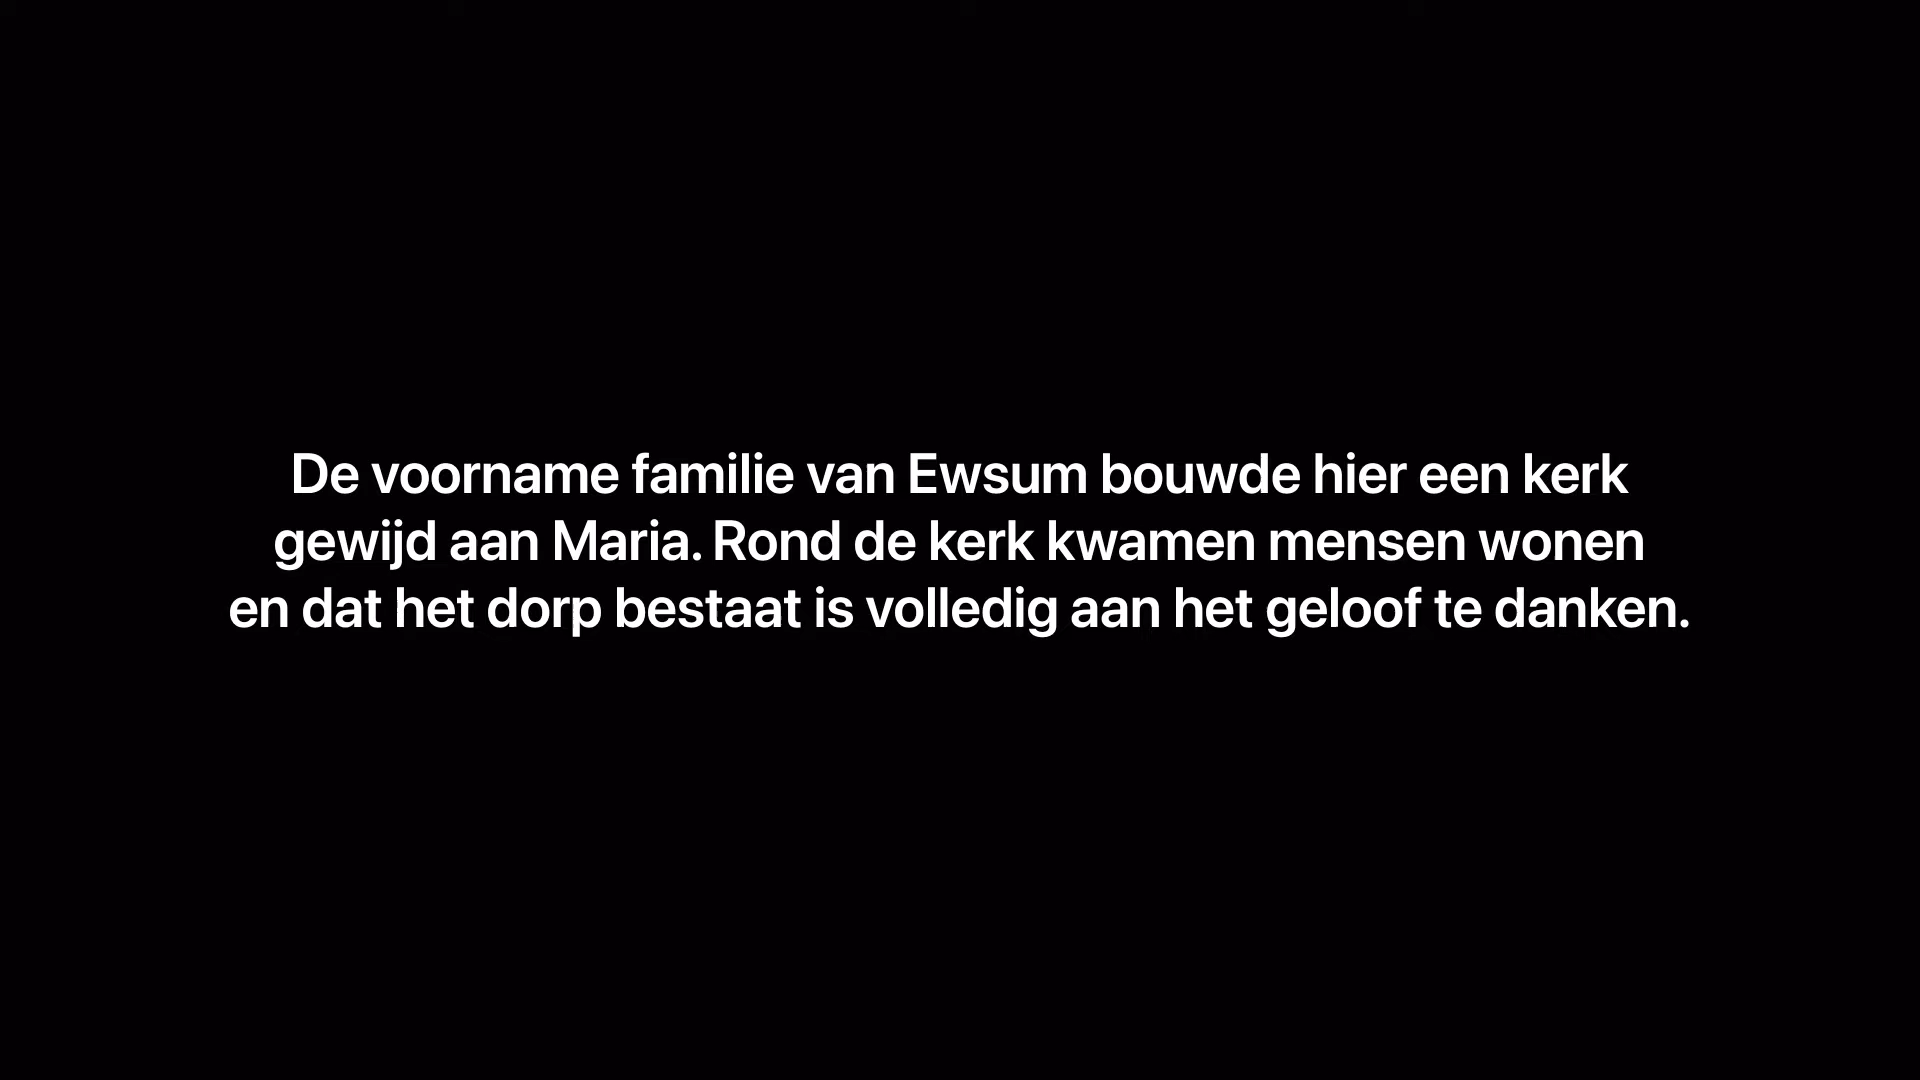 De voorname familie van Ewsum bouwde hier een kerk
gewijd aan Maria. Rond de kerk kwamen mensen wonen
en dat het dorp bestaat is volledig aan het geloof te danken.